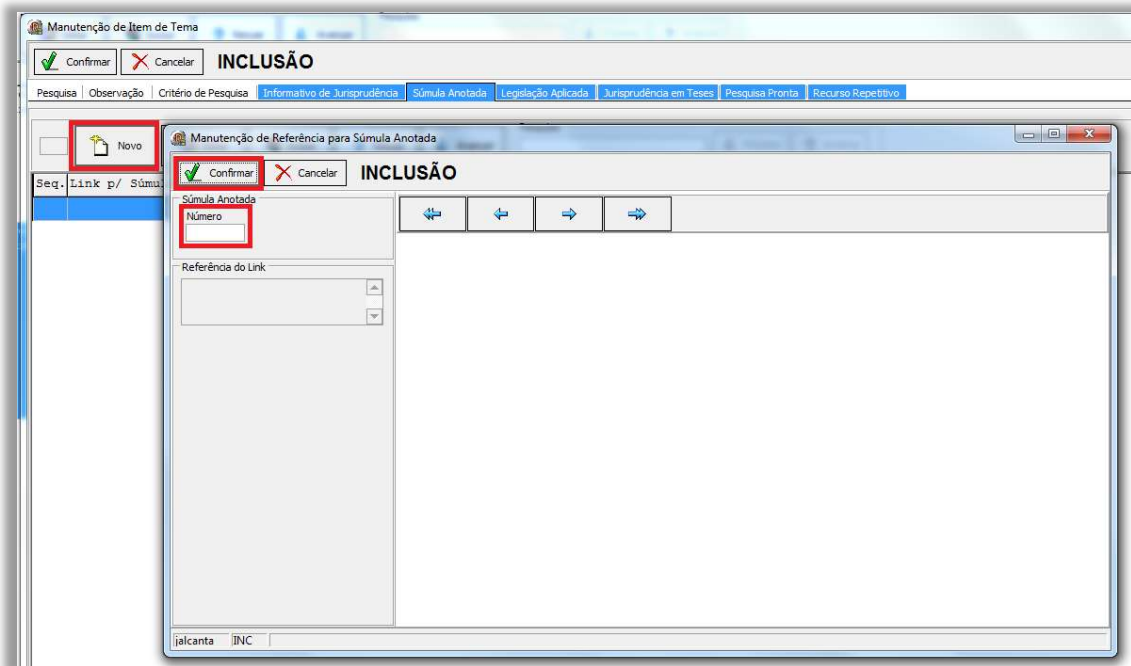 Manutenção de Item de Tema
Confirmar Cancelar INCLUSÃO
Pesquisa Observação Critério de Pesquisa Informativo de Jurisprudência Súmula Anotada Legislação Aplicada Jurisprudência em Teses Pesquisa Pronta Recurso Repetitivo
Novo
Seq. Link p/ Súmu
Manutenção de Referência para Súmula Anotada
Confirmar Cancelar INCLUSÃO
Súmula Anotada
Número
Referência do Link
jalcanta INC